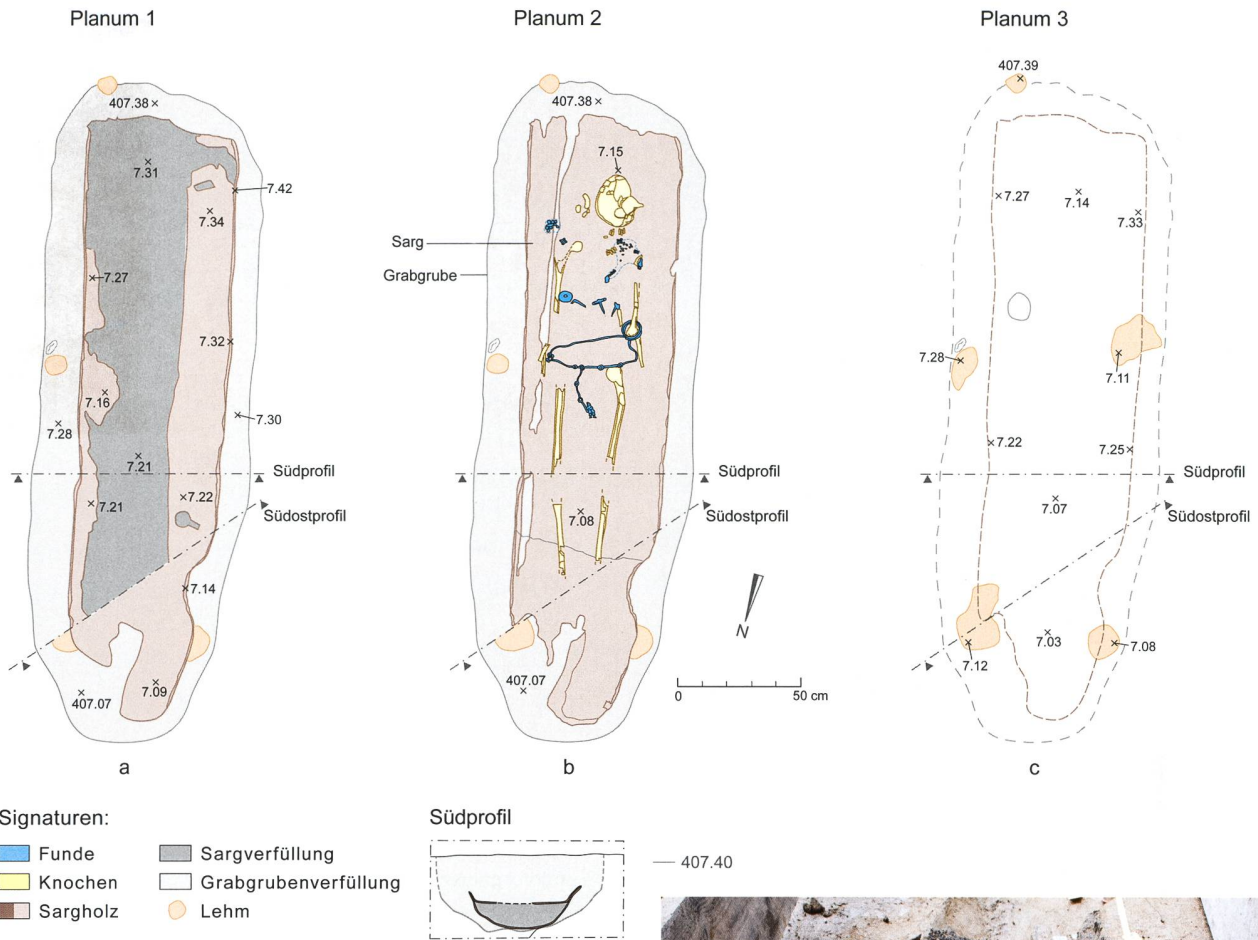 Planum 1
407.38
7.31
7.42
7.34
7.27
7.32
7.16
7.30
7.28
7.21
Südprofil
7.21
7.22
Südostprofil
7.14
7.09
407.07
a
Planum 2
407.38
7.15
Sarg
Grabgrube
Südprofil
7.08
Südostprofil
N
407.07
0
50 cm
b
Planum 3
407.39
7.27
7.14
7.33
7.28
7.11
7.22
7.25
Südprofil
7.07
Südostprofil
7.03
7.08
7.12
c
Signaturen:
Funde
Knochen
Sargholz
Sargverfüllung
Grabgrubenverfüllung
Lehm
Südprofil
407.40